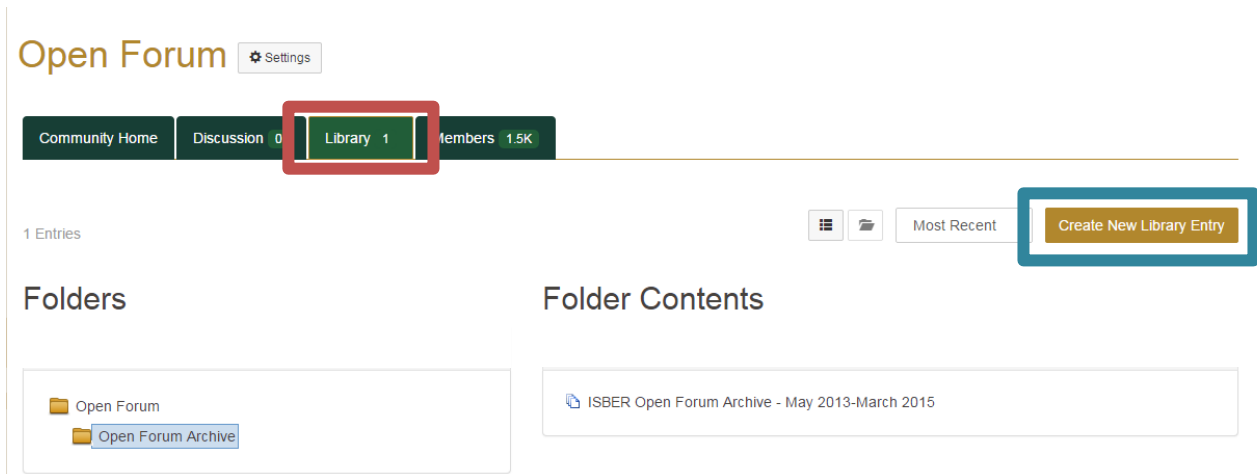 Open Forum Settings
Community Home Discussion 0 Library 1 Members 1.5K
1 Entries Most Recent Create New Library Entry
Folders Folder Contents
Open Forum ISBER Open Forum Archive - May 2013-March 2015
Open Forum Archive